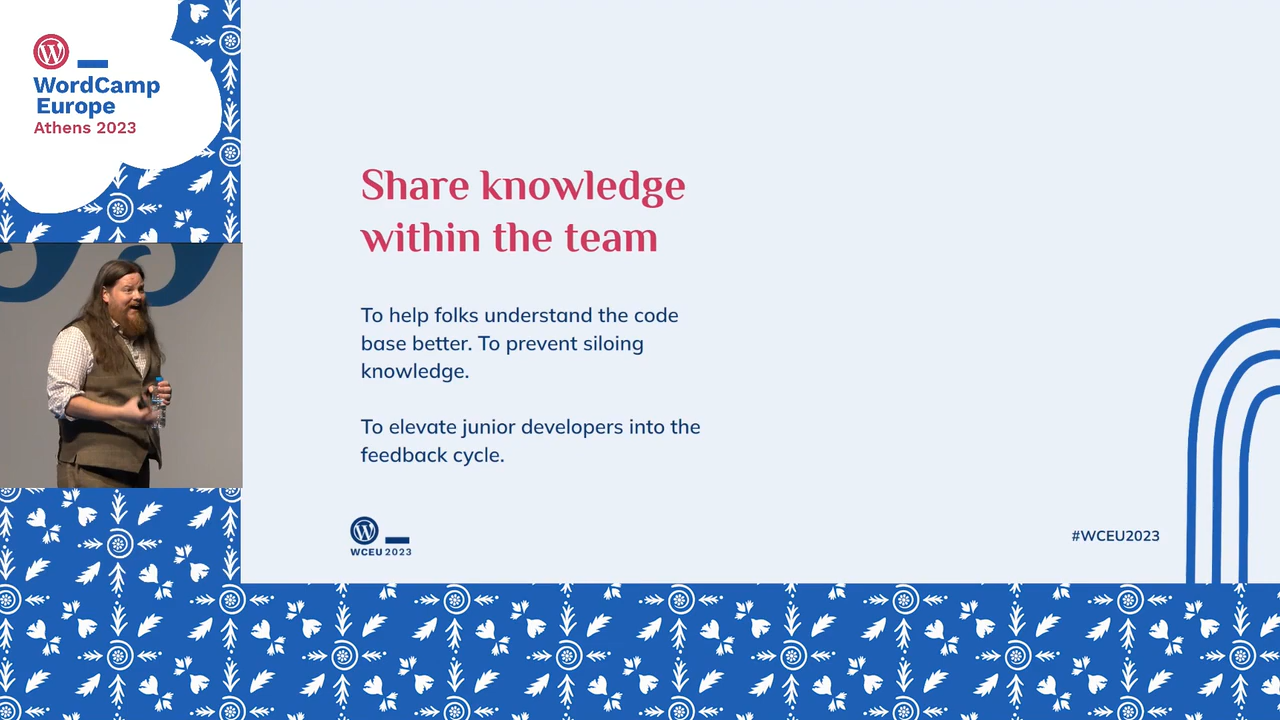 WordCamp
Europe
Athens 2023
Share knowledge
within the team
To help folks understand the code
base better. To prevent siloing
knowledge.
To elevate junior developers into the
feedback cycle.
WCEU 2023
#WCEU2023